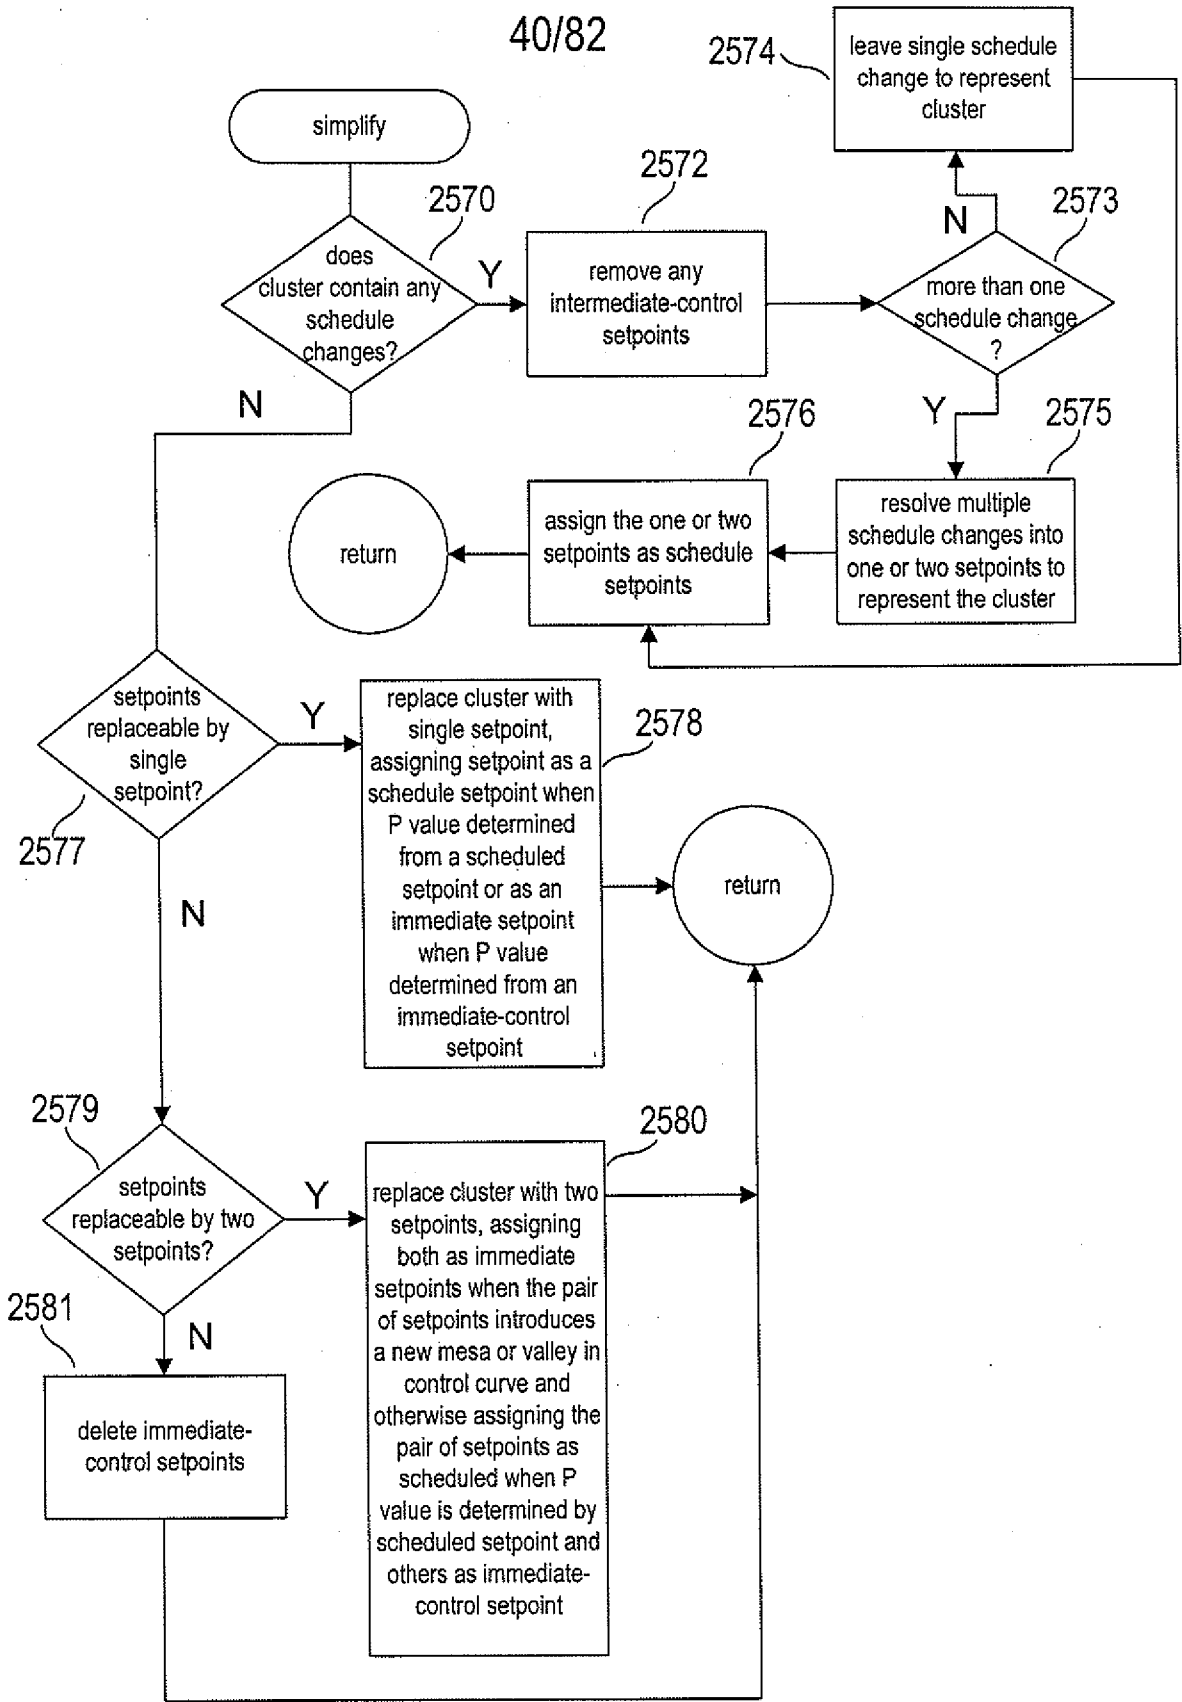 40/82
simplify
2570
does
cluster contain any
schedule
changes?
Y
N
2572
remove any
intermediate-control
setpoints
2573
more than one
schedule change
?
N
Y
2574
leave single schedule
change to represent
cluster
2575
resolve multiple
schedule changes into
one or two setpoints to
represent the cluster
2576
assign the one or two
setpoints as schedule
setpoints
return
setpoints
replaceable by
single
setpoint?
2577
Y
N
2578
replace cluster with
single setpoint,
assigning setpoint as a
schedule setpoint when
P value determined
from a scheduled
setpoint or as an
immediate setpoint
when P value
determined from an
immediate-control
setpoint
return
2579
setpoints
replaceable by two
setpoints?
Y
N
2580
replace cluster with two
setpoints, assigning
both as immediate
setpoints when the pair
of setpoints introduces
a new mesa or valley in
control curve and
otherwise assigning the
pair of setpoints as
scheduled when P
value is determined by
scheduled setpoint and
others as immediate-
control setpoint
2581
delete immediate-
control setpoints